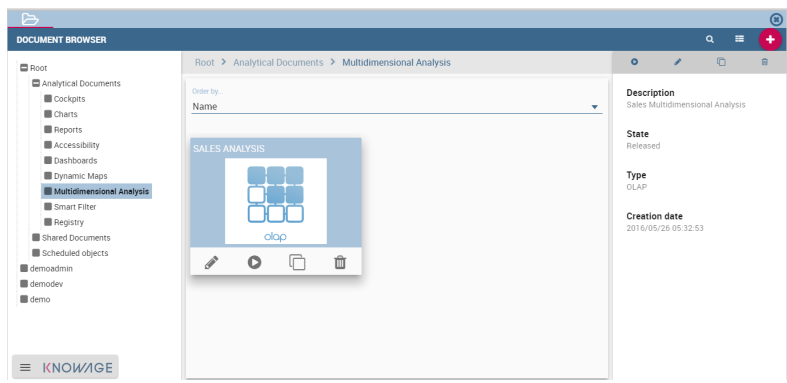 DOCUMENT BROWSER
Root
Analytical Documents
Cockpits
Charts
Reports
Accessibility
Dashboards
Dynamic Maps
Multidimensional Analysis
Smart Filter
Registry
Shared Documents
Scheduled objects
demoadmin
demodev
demo
KNOWAGE
Root > Analytical Documents > Multidimensional Analysis
Order by...
Name
SALES ANALYSIS
olap
Description
Sales Multidimensional Analysis
State
Released
Type
OLAP
Creation date
2016/05/26 05:32:53